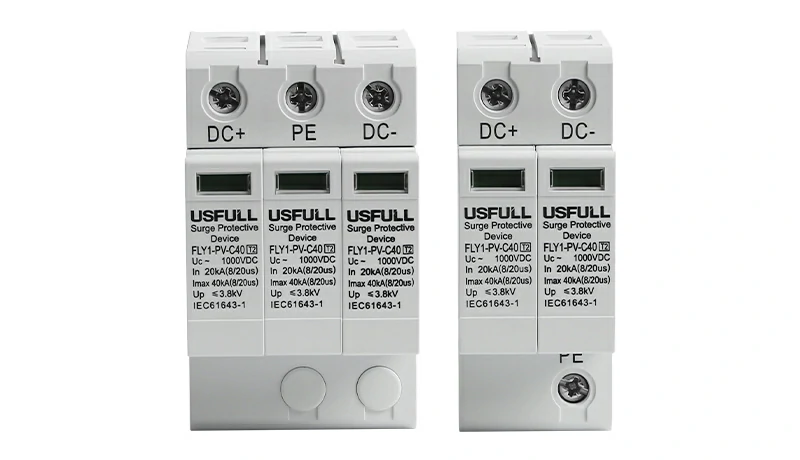 DC+ PE DC-
USFULL
Surge Protective
Device
FLY1-PV-C40 T2
Uc ~ 1000VDC
In 20kA(8/20us)
Imax 40kA(8/20us)
Up ≤3.8kV
IEC61643-1
USFULL
Surge Protective
Device
FLY1-PV-C40 T2
Uc ~ 1000VDC
In 20kA(8/20us)
Imax 40kA(8/20us)
Up ≤3.8kV
IEC61643-1
USFULL
Surge Protective
Device
FLY1-PV-C40 T2
Uc ~ 1000VDC
In 20kA(8/20us)
Imax 40kA(8/20us)
Up ≤3.8kV
IEC61643-1
DC+ DC-
USFULL
Surge Protective
Device
FLY1-PV-C40 T2
Uc ~ 1000VDC
In 20kA(8/20us)
Imax 40kA(8/20us)
Up ≤3.8kV
IEC61643-1
USFULL
Surge Protective
Device
FLY1-PV-C40 T2
Uc ~ 1000VDC
In 20kA(8/20us)
Imax 40kA(8/20us)
Up ≤3.8kV
IEC61643-1
PE